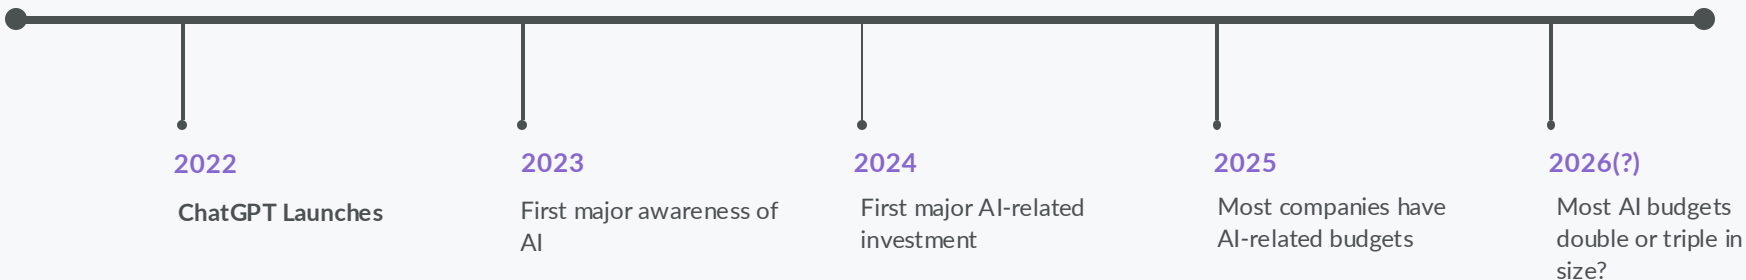 2022
ChatGPT Launches
2023
First major awareness of
AI
2024
First major AI-related
investment
2025
Most companies have
AI-related budgets
2026(?)
Most AI budgets
double or triple in
size?